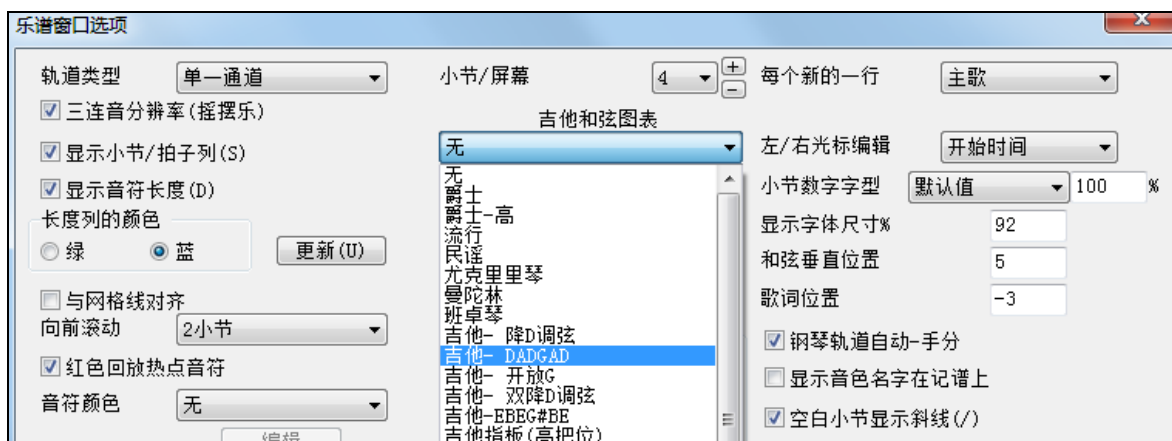 乐谱窗口选项
轨道类型 单一通道
三连音分辨率(摇摆乐)
显示小节/拍子列(S)
显示音符长度(D)
长度列的颜色
绿 蓝 更新(U)
与网格线对齐
向前滚动 2小节
红色回放热点音符
音符颜色 无
编辑
小节/屏幕 4 + -
吉他和弦图表
无
无
爵士
爵士-高
流行
民谣
尤克里里琴
曼陀林
班卓琴
吉他- 降D调弦
吉他- DADGAD
吉他- 开放G
吉他- 双降D调弦
吉他-EBEG#BE
吉他指板(高把位)
每个新的一行 主歌
左/右光标编辑 开始时间
小节数字字型 默认值 100 %
显示字体尺寸% 92
和弦垂直位置 5
歌词位置 -3
钢琴轨道自动-手分
显示音色名字在记谱上
空白小节显示斜线(/)